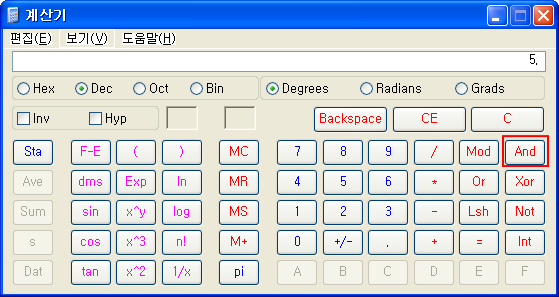 계산기
편집(E) 보기(V) 도움말(H)
5.
Hex Dec Oct Bin Degrees Radians Grads
Inv Hyp Backspace CE C
Sta F-E ( ) MC 7 8 9 / Mod And
Ave dms Exp ln MR 4 5 6 * Or Xor
Sum sin x^y log MS 1 2 3 - Lsh Not
s cos x^3 n! M+ 0 +/- . + = Int
Dat tan x^2 1/x pi A B C D E F